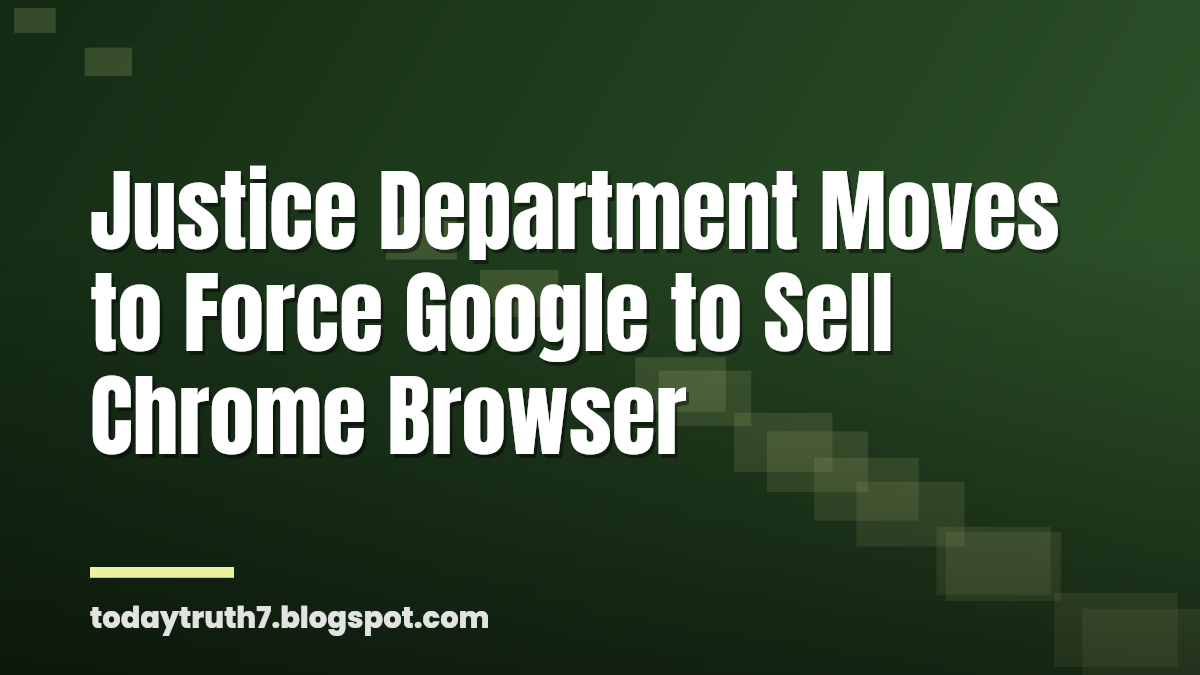 Justice Department Moves
to Force Google to Sell
Chrome Browser
todaytruth7.blogspot.com